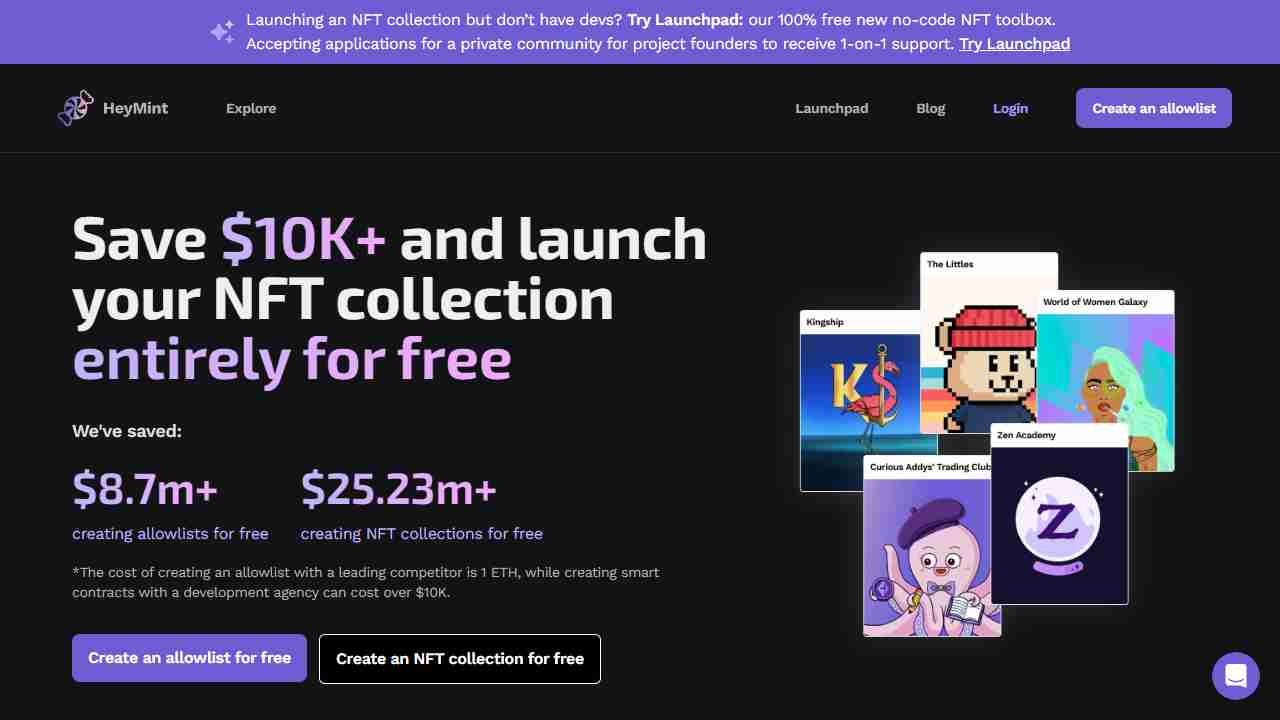 Launching an NFT collection but don't have devs? Try Launchpad: our 100% free new no-code NFT toolbox.
Accepting applications for a private community for project founders to receive 1-on-1 support. Try Launchpad
HeyMint
Explore
Launchpad
Blog
Login
Create an allowlist
Save $10K+ and launch
your NFT collection
entirely for free
We've saved:
$8.7m+
$25.23m+
creating allowlists for free
creating NFT collections for free
*The cost of creating an allowlist with a leading competitor is 1 ETH, while creating smart
contracts with a development agency can cost over $10K.
Create an allowlist for free
Create an NFT collection for free
The Littles
World of Women Galaxy
Kingship
K$
Zen Academy
Z
Curious Addys' Trading Club